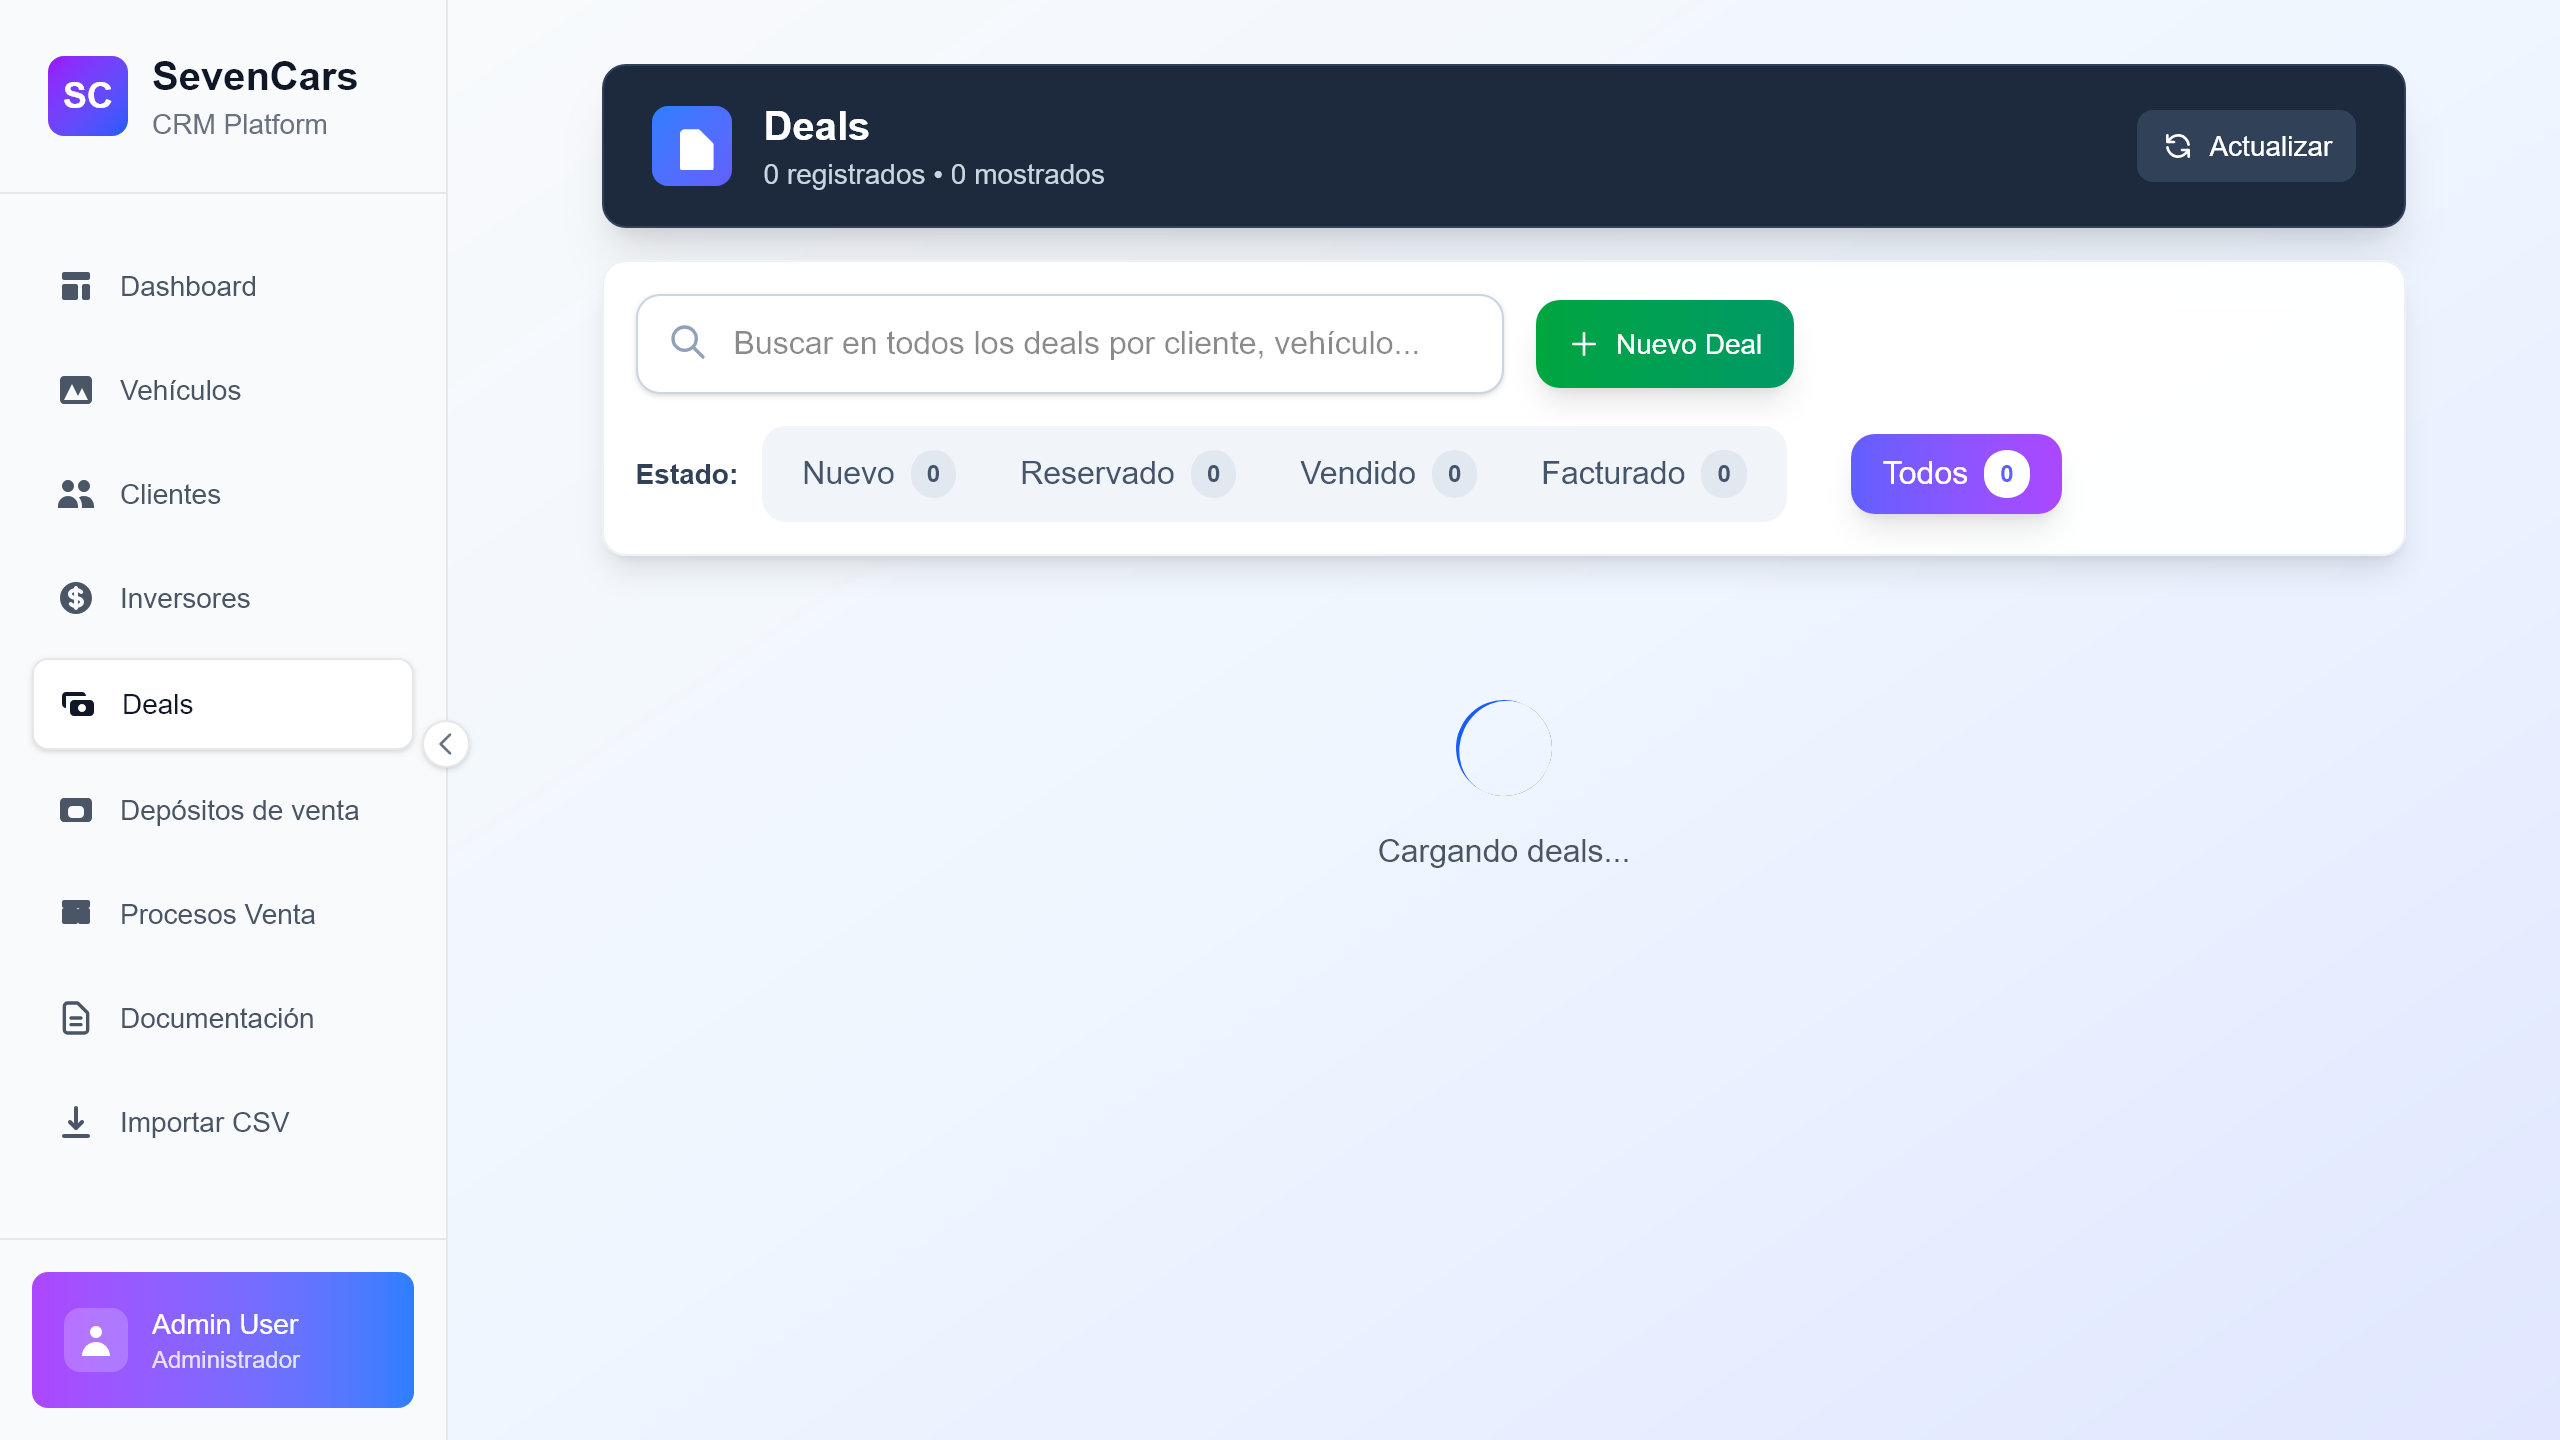 SC
SevenCars
CRM Platform
Dashboard
Vehículos
Clientes
Inversores
Deals
Depósitos de venta
Procesos Venta
Documentación
Importar CSV
Admin User
Administrador
Deals
0 registrados • 0 mostrados
Actualizar
Buscar en todos los deals por cliente, vehículo...
Nuevo Deal
Estado: Nuevo 0 Reservado 0 Vendido 0 Facturado 0 Todos 0
Cargando deals...